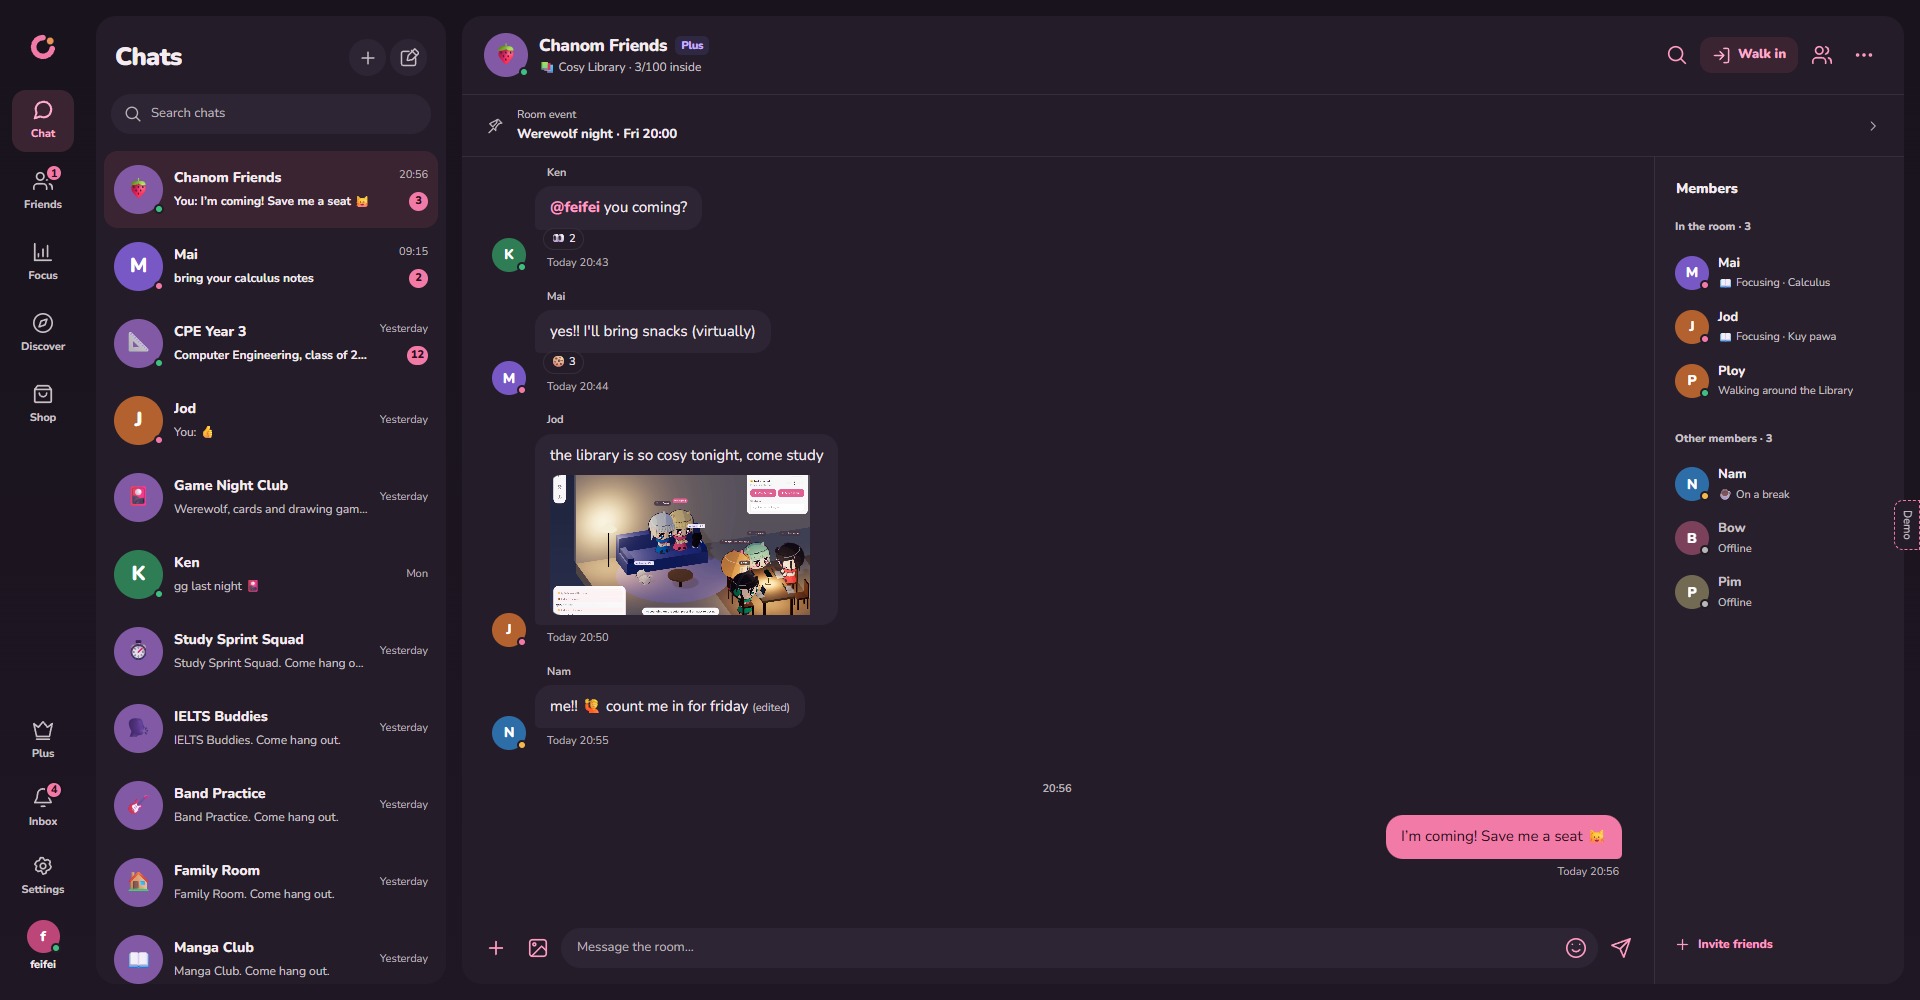 Chat
1
Friends
Focus
Discover
Shop
Plus
4
Inbox
Settings
f
feifei
Chats
Search chats
Chanom Friends
20:56
You: I'm coming! Save me a seat
3
M
Mai
09:15
bring your calculus notes
2
CPE Year 3
Yesterday
Computer Engineering, class of 2...
12
J
Jod
Yesterday
You:
Game Night Club
Yesterday
Werewolf, cards and drawing gam...
K
Ken
Mon
gg last night
Study Sprint Squad
Yesterday
Study Sprint Squad. Come hang o...
IELTS Buddies
Yesterday
IELTS Buddies. Come hang out.
Band Practice
Yesterday
Band Practice. Come hang out.
Family Room
Yesterday
Family Room. Come hang out.
Manga Club
Yesterday
Manga Club. Come hang out.
Chanom Friends Plus
Cosy Library · 3/100 inside
Walk in
Room event
Werewolf night · Fri 20:00
Ken
@feifei you coming?
2
K
Today 20:43
Mai
yes!! I'll bring snacks (virtually)
3
M
Today 20:44
Jod
the library is so cosy tonight, come study
J
Today 20:50
Nam
me!! count me in for friday (edited)
N
Today 20:55
20:56
I'm coming! Save me a seat
Today 20:56
Message the room...
Members
In the room · 3
M
Mai
Focusing · Calculus
J
Jod
Focusing · Kuy pawa
P
Ploy
Walking around the Library
Other members · 3
N
Nam
On a break
B
Bow
Offline
P
Pim
Offline
Invite friends
Demo